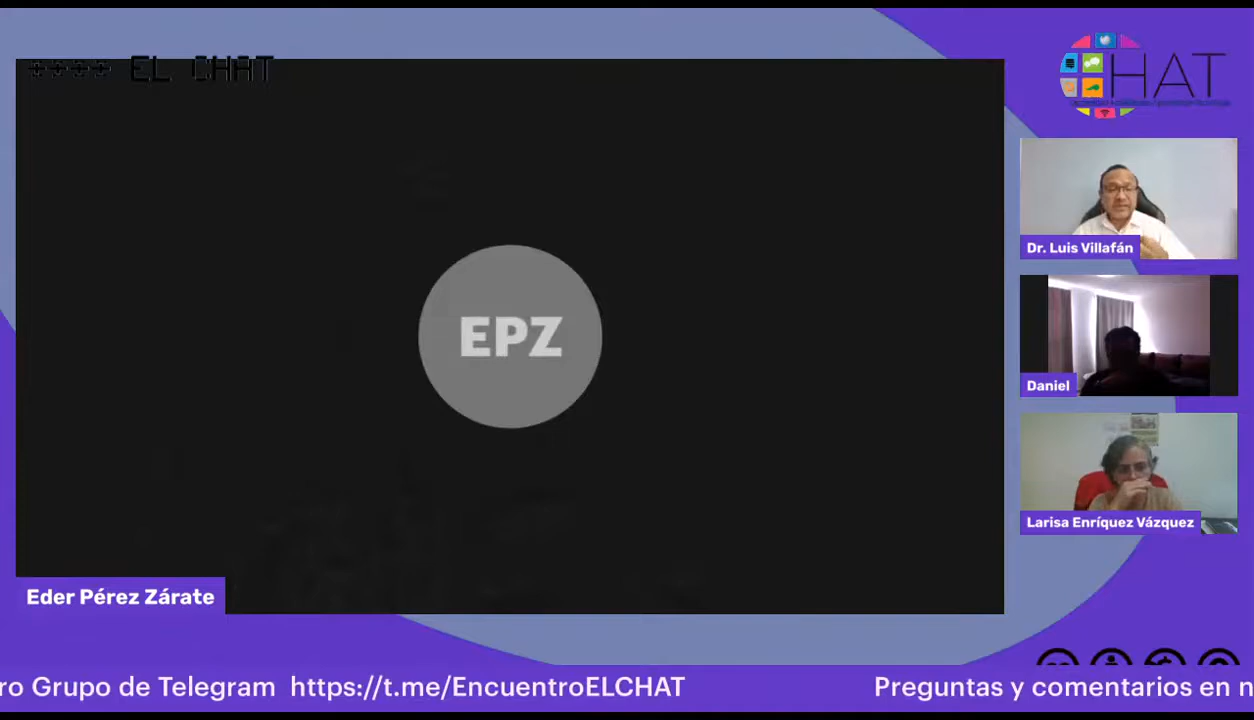 ++++ EL CHAT
HAT
EPZ
Dr. Luis Villafán
Daniel
Larisa Enríquez Vázquez
Eder Pérez Zárate
ro Grupo de Telegram https://t.me/EncuentroELCHAT
Preguntas y comentarios en n